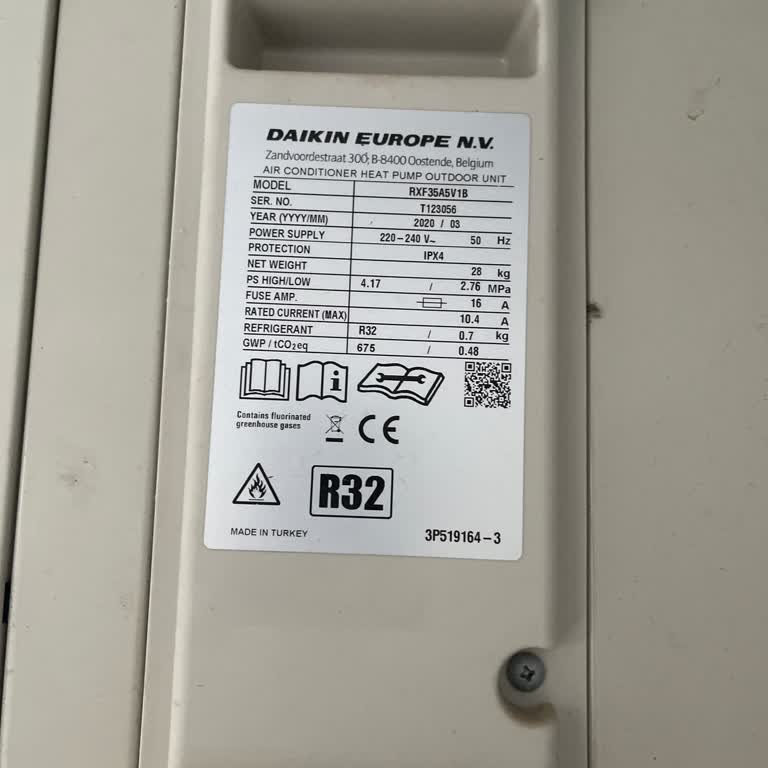 DAIKIN EUROPE N.V.
Zandvoordestraat 300, B-8400 Oostende, Belgium
AIR CONDITIONER HEAT PUMP OUTDOOR UNIT
MODEL RXF35A5V1B
SER. NO. T123056
YEAR (YYYY/MM) 2020 / 03
POWER SUPPLY 220-240 V~ 50 Hz
PROTECTION IPX4
NET WEIGHT 28 kg
PS HIGH/LOW 4.17 / 2.76 MPa
FUSE AMP. 16 A
RATED CURRENT (MAX) 10.4 A
REFRIGERANT R32 / 0.7 kg
GWP / tCO₂eq 675 / 0.48
i
Contains fluorinated
greenhouse gases
CE
R32
MADE IN TURKEY
3P519164-3